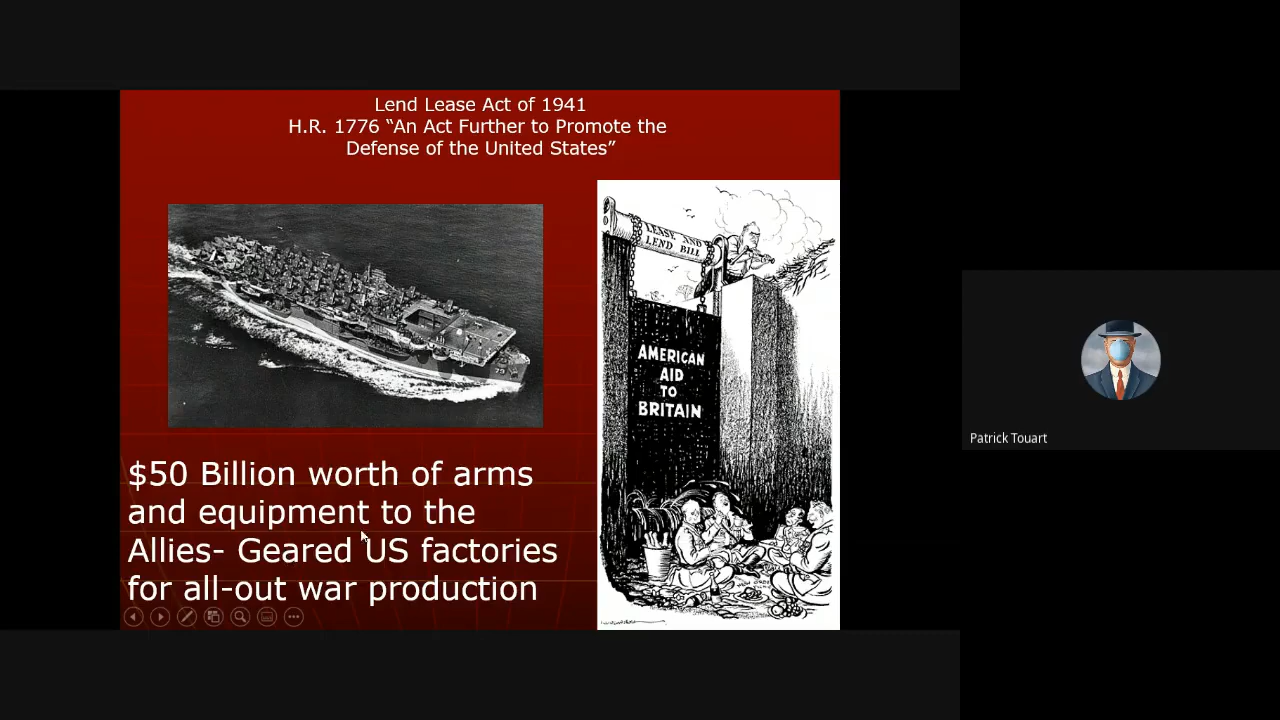 Lend Lease Act of 1941
H.R. 1776 “An Act Further to Promote the
Defense of the United States”
LEASE AND
LEND BILL
AMERICAN
AID
TO
BRITAIN
79
$50 Billion worth of arms
and equipment to the
Allies- Geared US factories
for all-out war production
Patrick Touart